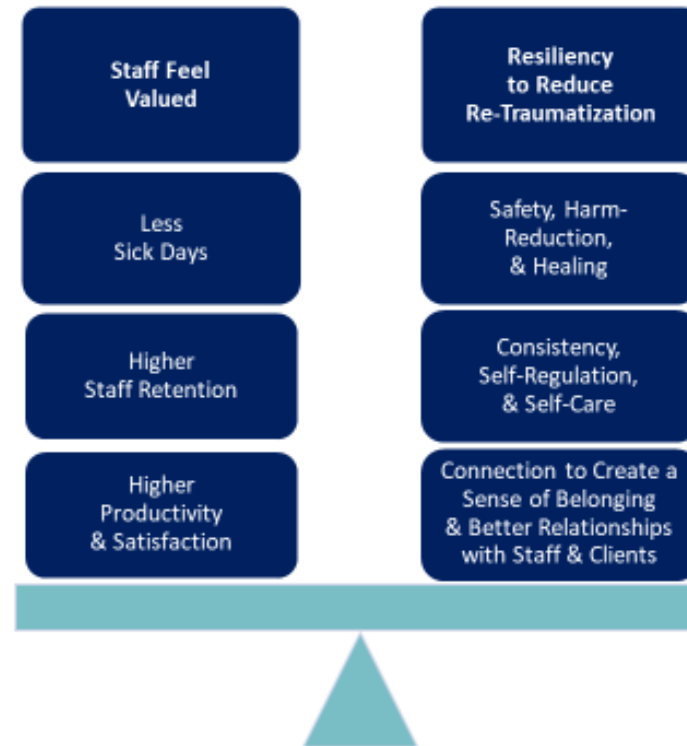 Staff Feel
Valued
Less
Sick Days
Higher
Staff Retention
Higher
Productivity
& Satisfaction
Resiliency
to Reduce
Re-Traumatization
Safety, Harm-
Reduction,
& Healing
Consistency,
Self-Regulation,
& Self-Care
Connection to Create a
Sense of Belonging
& Better Relationships
with Staff & Clients